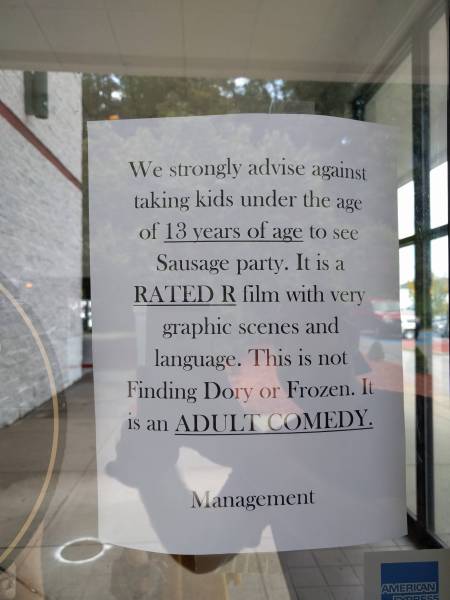 We strongly advise against
taking kids under the age
of 13 years of age to see
Sausage party. It is a
RATED R film with very
graphic scenes and
language. This is not
Finding Dory or Frozen. It
is an ADULT COMEDY.
Management
AMERICAN
EXPRESS